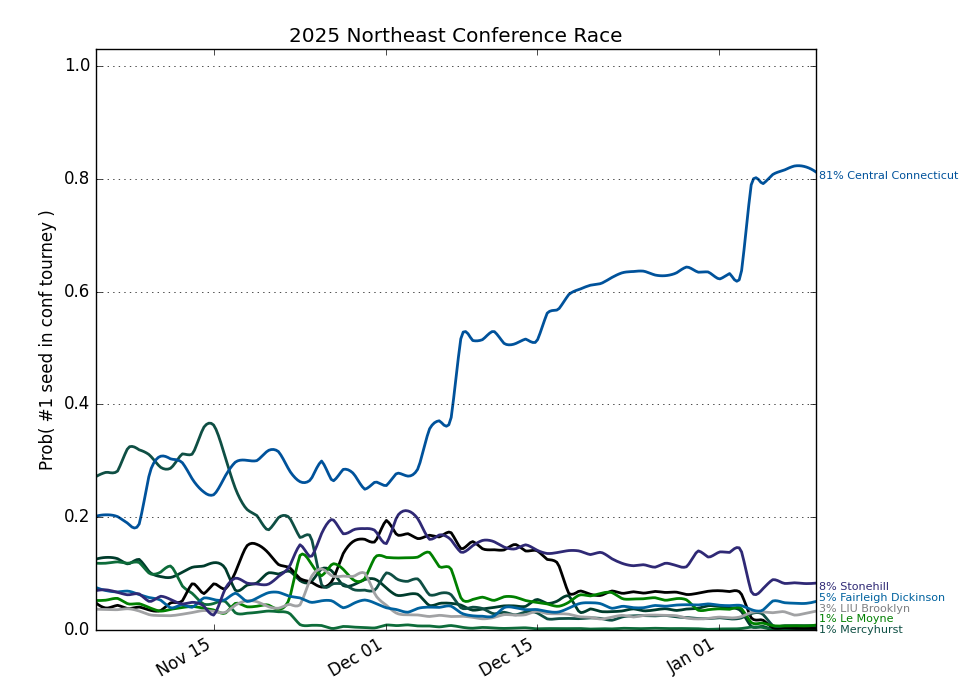 2025 Northeast Conference Race
Prob( #1 seed in conf tourney )
1.0
0.8
0.6
0.4
0.2
0.0
81% Central Connecticut
8% Stonehill
5% Fairleigh Dickinson
3% LIU Brooklyn
1% Le Moyne
1% Mercyhurst
Nov 15
Dec 01
Dec 15
Jan 01